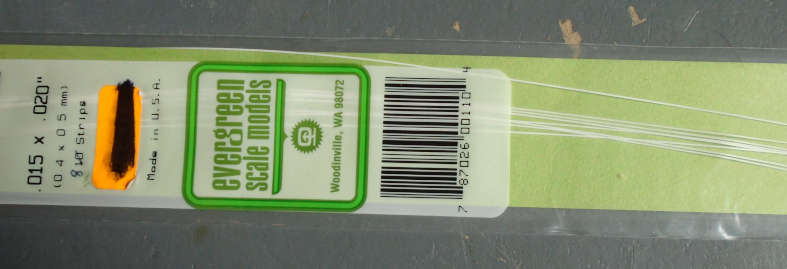 .015 x .020"
(0.4 x 0.5 mm)
8 Strips
Made in U.S.A.
evergreen
scale models
Woodinville, WA 98072
7 87026 00110 4